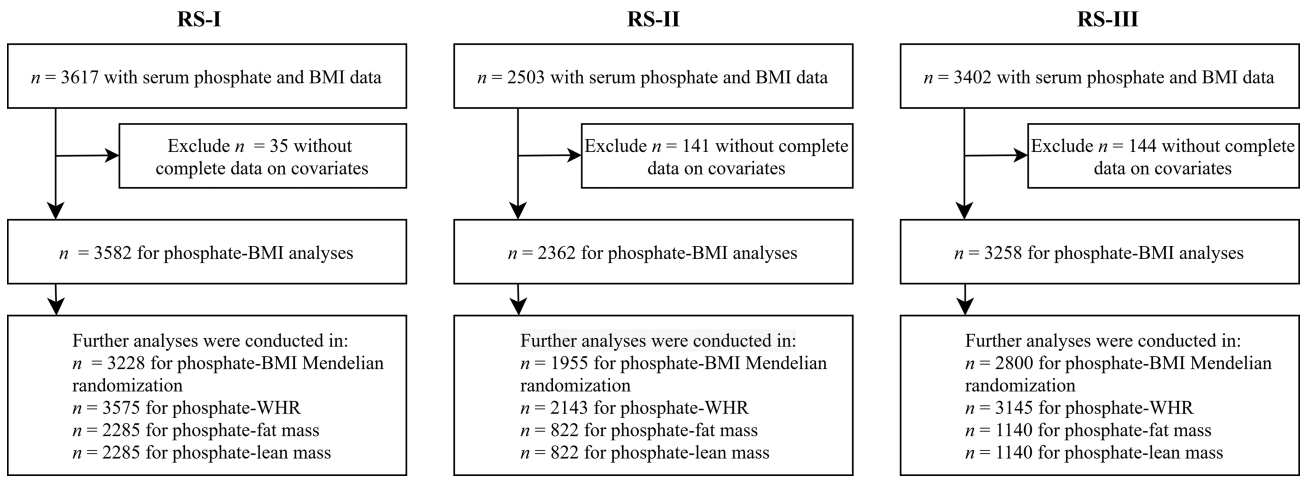 RS-I
n = 3617 with serum phosphate and BMI data
Exclude n = 35 without
complete data on covariates
n = 3582 for phosphate-BMI analyses
Further analyses were conducted in:
n = 3228 for phosphate-BMI Mendelian
randomization
n = 3575 for phosphate-WHR
n = 2285 for phosphate-fat mass
n = 2285 for phosphate-lean mass
RS-II
n = 2503 with serum phosphate and BMI data
Exclude n = 141 without complete
data on covariates
n = 2362 for phosphate-BMI analyses
Further analyses were conducted in:
n = 1955 for phosphate-BMI Mendelian
randomization
n = 2143 for phosphate-WHR
n = 822 for phosphate-fat mass
n = 822 for phosphate-lean mass
RS-III
n = 3402 with serum phosphate and BMI data
Exclude n = 144 without complete
data on covariates
n = 3258 for phosphate-BMI analyses
Further analyses were conducted in:
n = 2800 for phosphate-BMI Mendelian
randomization
n = 3145 for phosphate-WHR
n = 1140 for phosphate-fat mass
n = 1140 for phosphate-lean mass